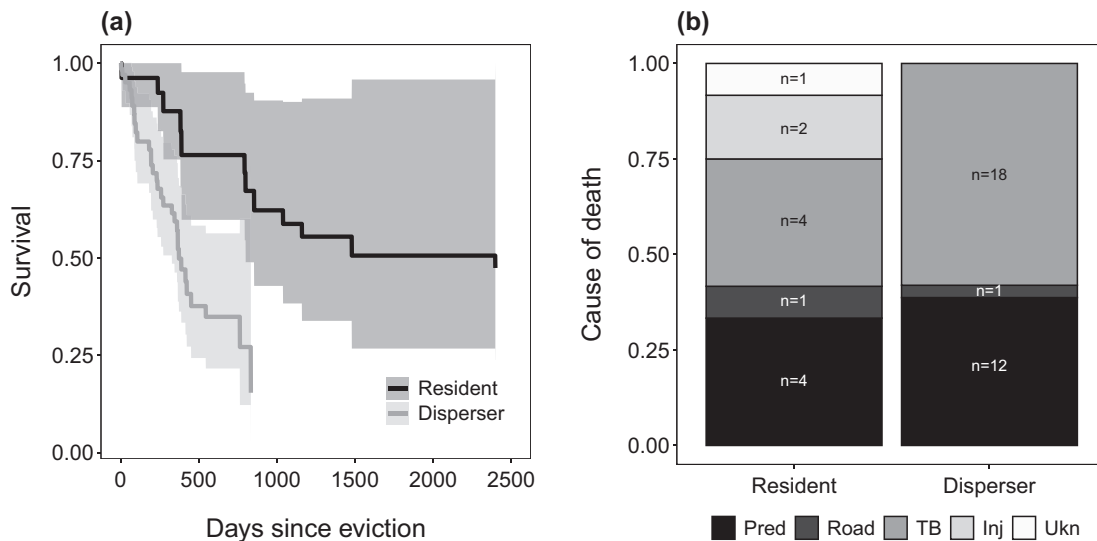 (a)
1.00
0.75
0.50
0.25
0.00
Survival
0 500 1000 1500 2000 2500
Days since eviction
Resident
Disperser
(b)
1.00
0.75
0.50
0.25
0.00
Cause of death
n=1
n=2
n=4
n=1
n=4
n=18
n=1
n=12
Resident Disperser
Pred Road TB Inj Ukn